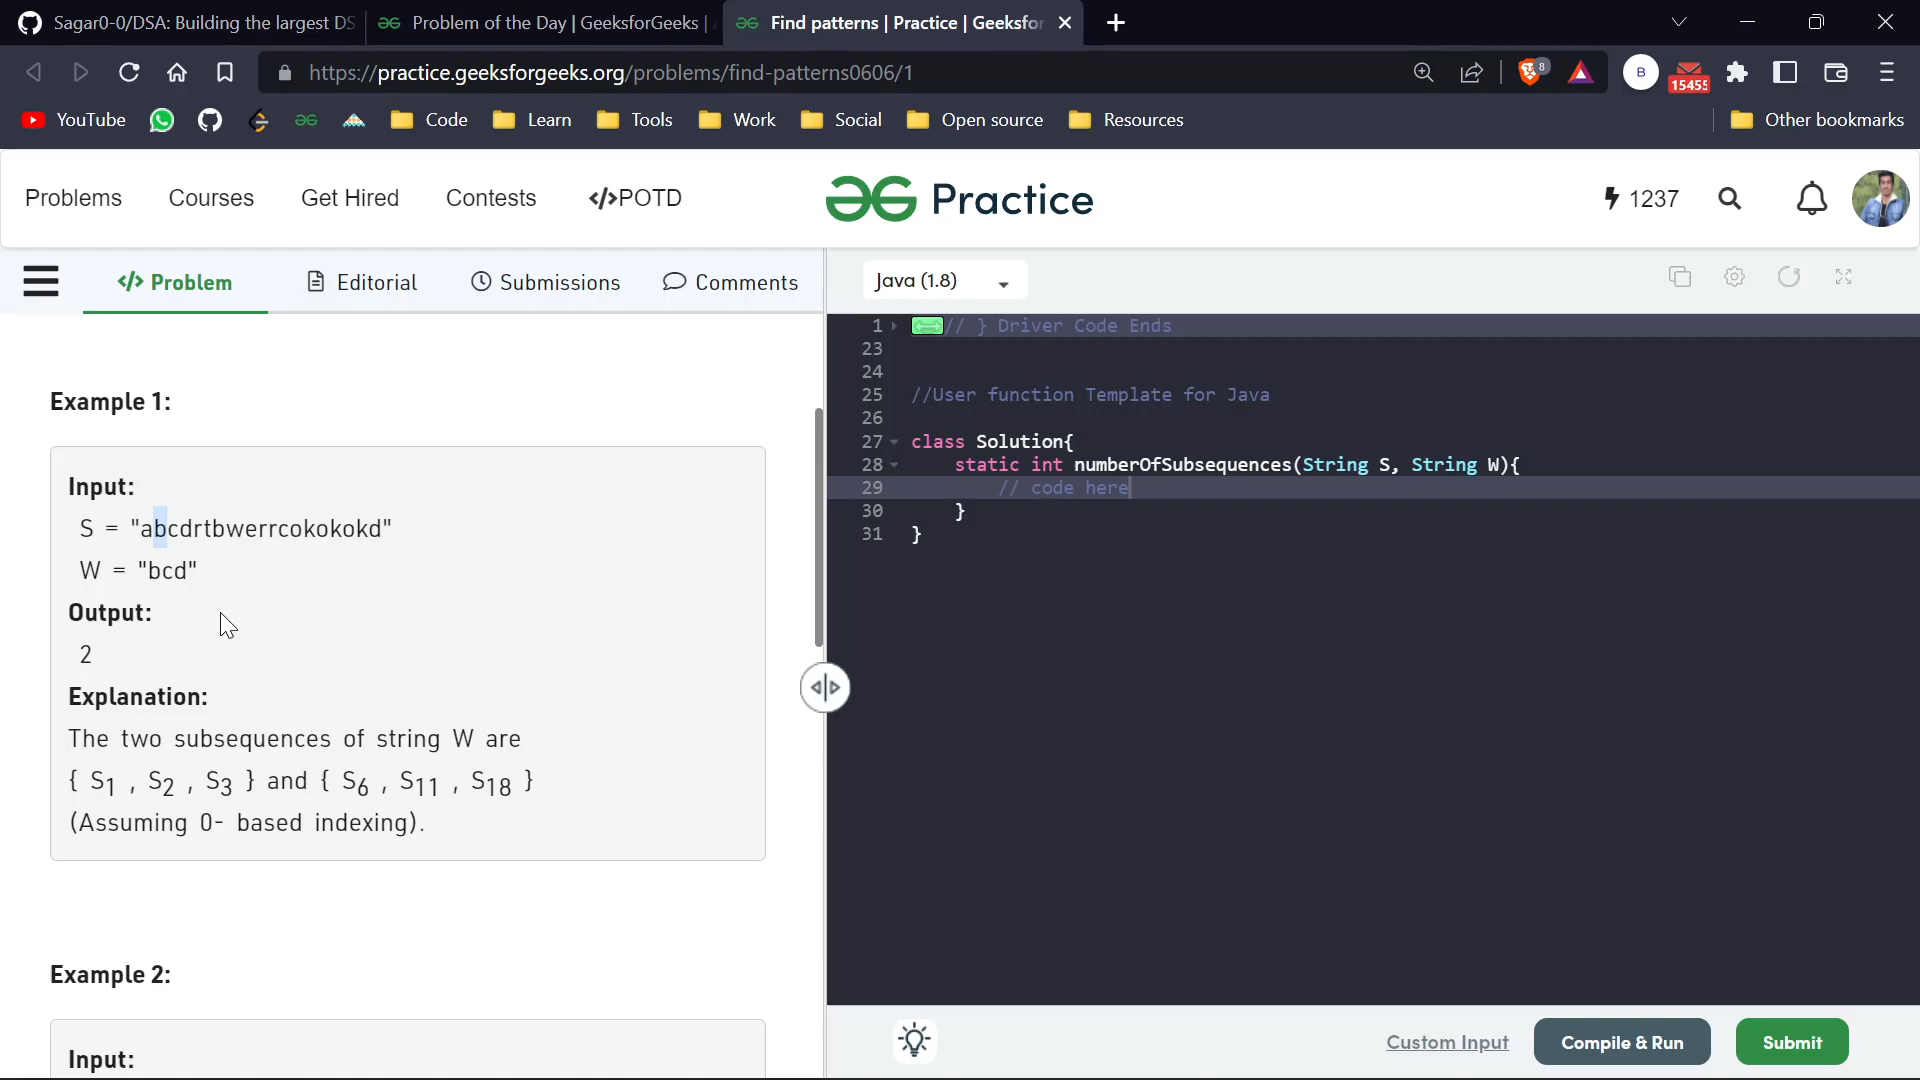 Sagar0-0/DSA: Building the largest DS
Problem of the Day | GeeksforGeeks |
Find patterns | Practice | Geeksfor
https://practice.geeksforgeeks.org/problems/find-patterns0606/1
8
B
15455
YouTube
Code
Learn
Tools
Work
Social
Open source
Resources
Other bookmarks
Problems
Courses
Get Hired
Contests
</>POTD
Practice
1237
</> Problem
Editorial
Submissions
Comments
Java (1.8)
Example 1:
Input:
S = "abcdrtbwerrcokokokd"
W = "bcd"
Output:
2
Explanation:
The two subsequences of string W are
{ S1 , S2 , S3 } and { S6 , S11 , S18 }
(Assuming 0- based indexing).
Example 2:
Input:
1 // } Driver Code Ends
23
24
25 //User function Template for Java
26
27 class Solution{
28 static int numberOfSubsequences(String S, String W){
29 // code here
30 }
31 }
Custom Input
Compile & Run
Submit